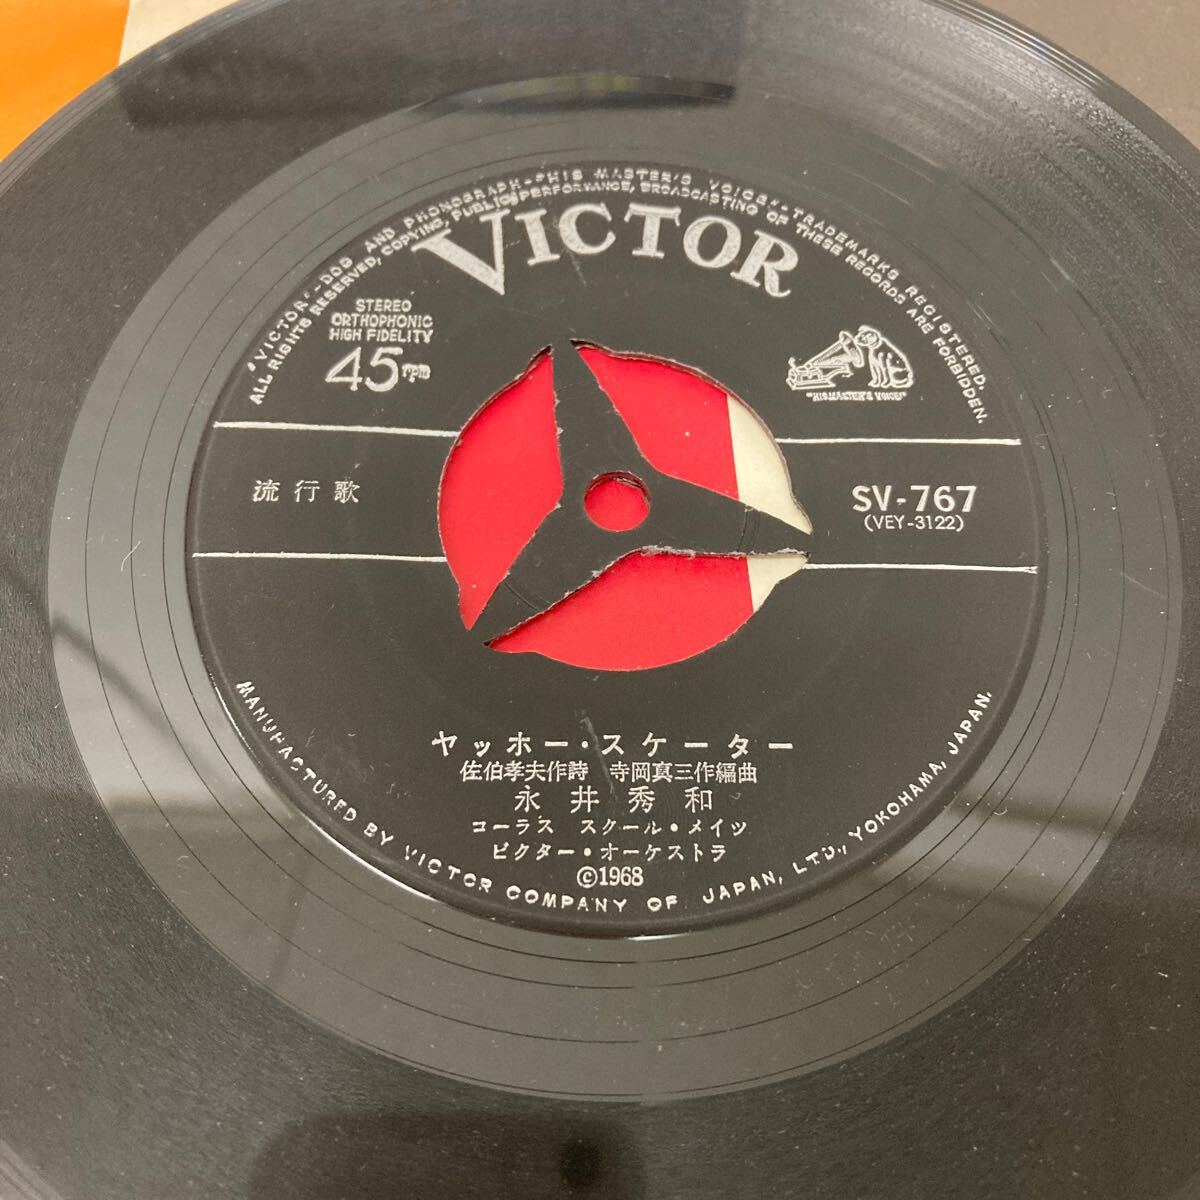 "VICTOR"-DOG AND PHONOGRAPH-"HIS MASTER'S VOICE"-TRADEMARKS REGISTERED.
ALL RIGHTS RESERVED, COPYING, PUBLIC PERFORMANCE, BROADCASTING OF THESE RECORDS ARE FORBIDDEN.
VICTOR
STEREO
ORTHOPHONIC
HIGH FIDELITY
45rpm
"HIS MASTER'S VOICE"
流行歌
SV-767
(VEY-3122)
ヤッホー・スケーター
佐伯孝夫作詩 寺岡真三作編曲
永井秀和
コーラス スクール・メイツ
ビクター・オーケストラ
©1968
MANUFACTURED BY VICTOR COMPANY OF JAPAN, LTD., YOKOHAMA, JAPAN.